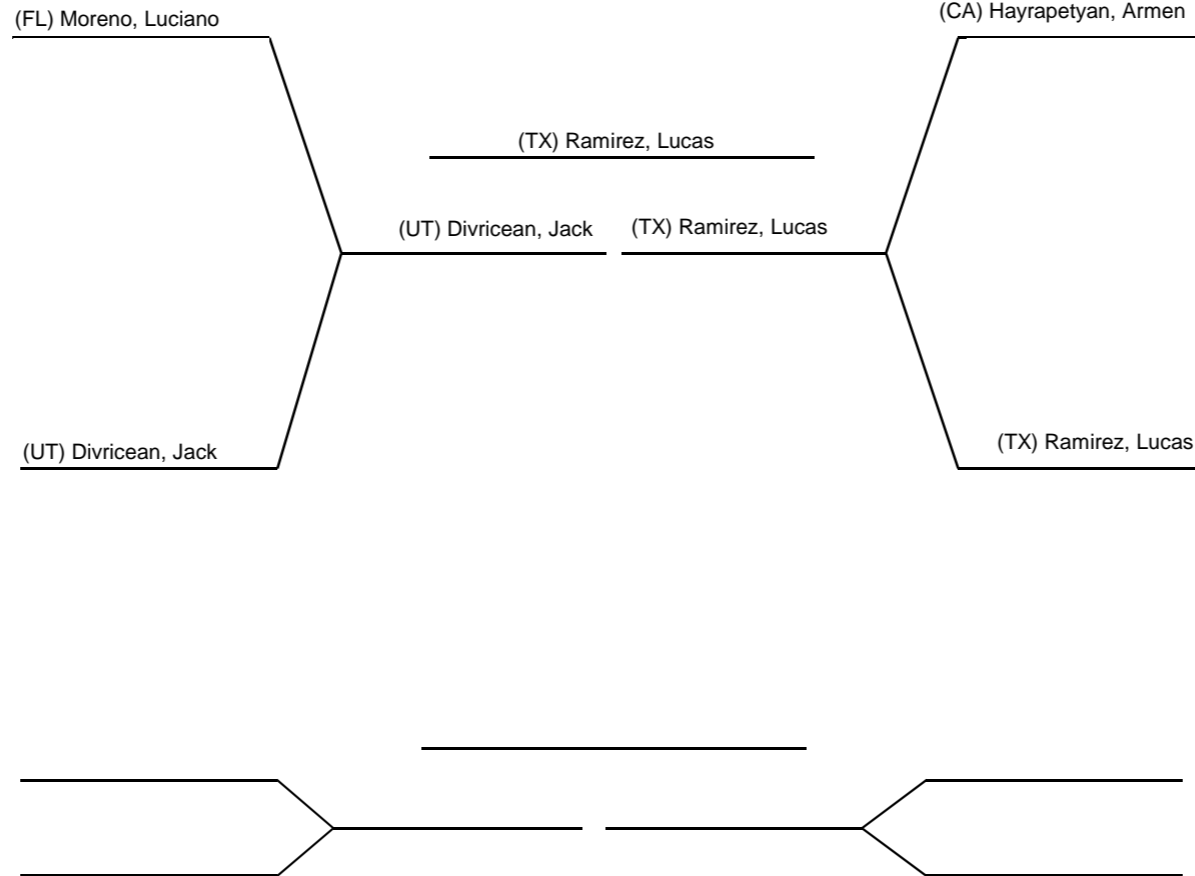 (FL) Moreno, Luciano
(CA) Hayrapetyan, Armen
(TX) Ramirez, Lucas
(UT) Divricean, Jack
(TX) Ramirez, Lucas
(UT) Divricean, Jack
(TX) Ramirez, Lucas